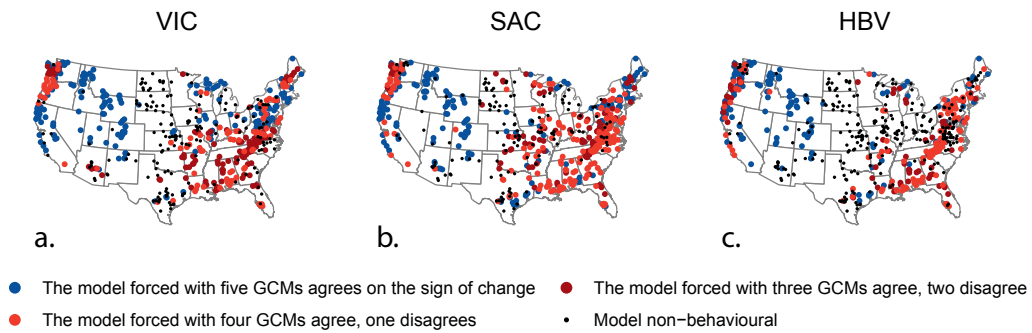 VIC SAC HBV
a. b. c.
The model forced with five GCMs agrees on the sign of change The model forced with three GCMs agree, two disagree
The model forced with four GCMs agree, one disagrees Model non−behavioural